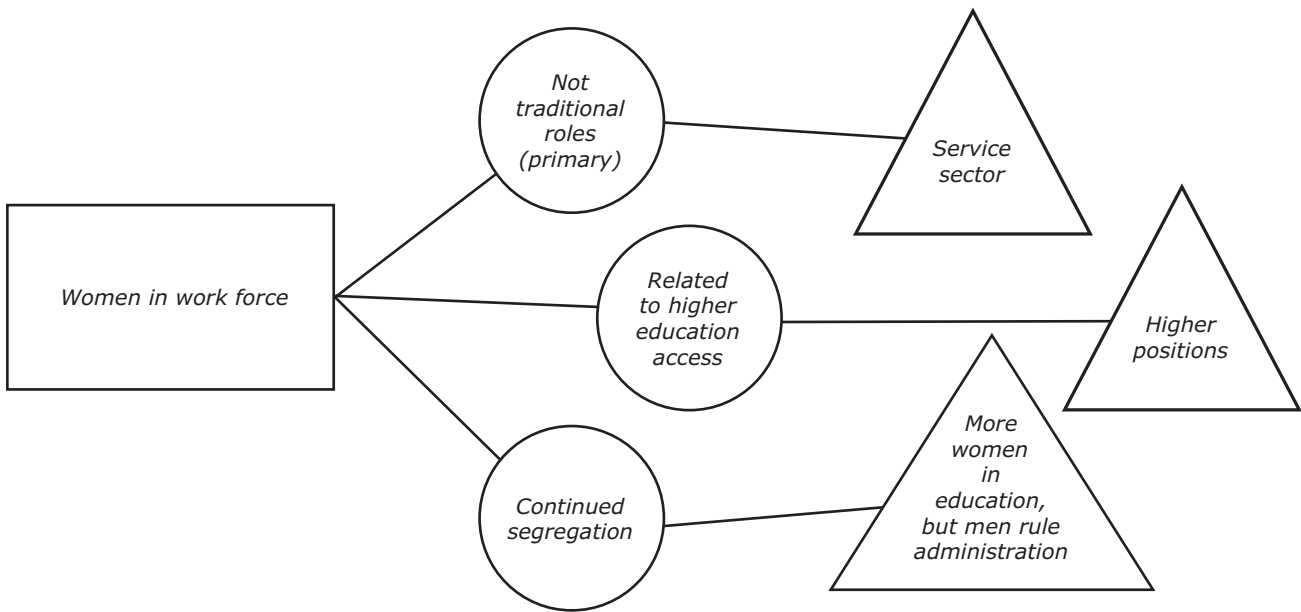 Women in work force
Not
traditional
roles
(primary)
Service
sector
Related
to higher
education
access
Higher
positions
Continued
segregation
More
women
in
education,
but men rule
administration